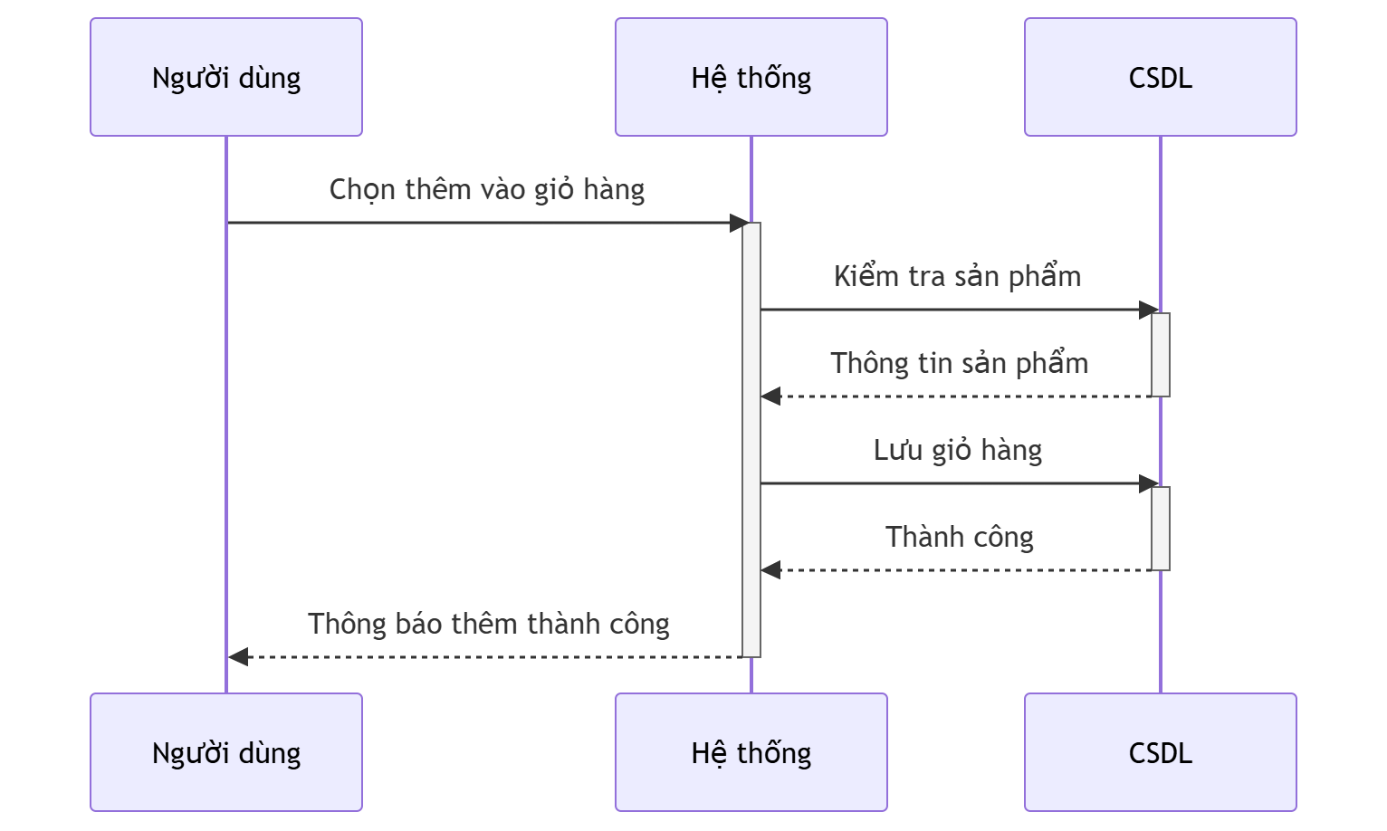 Người dùng
Hệ thống
CSDL
Chọn thêm vào giỏ hàng
Kiểm tra sản phẩm
Thông tin sản phẩm
Lưu giỏ hàng
Thành công
Thông báo thêm thành công
Người dùng
Hệ thống
CSDL